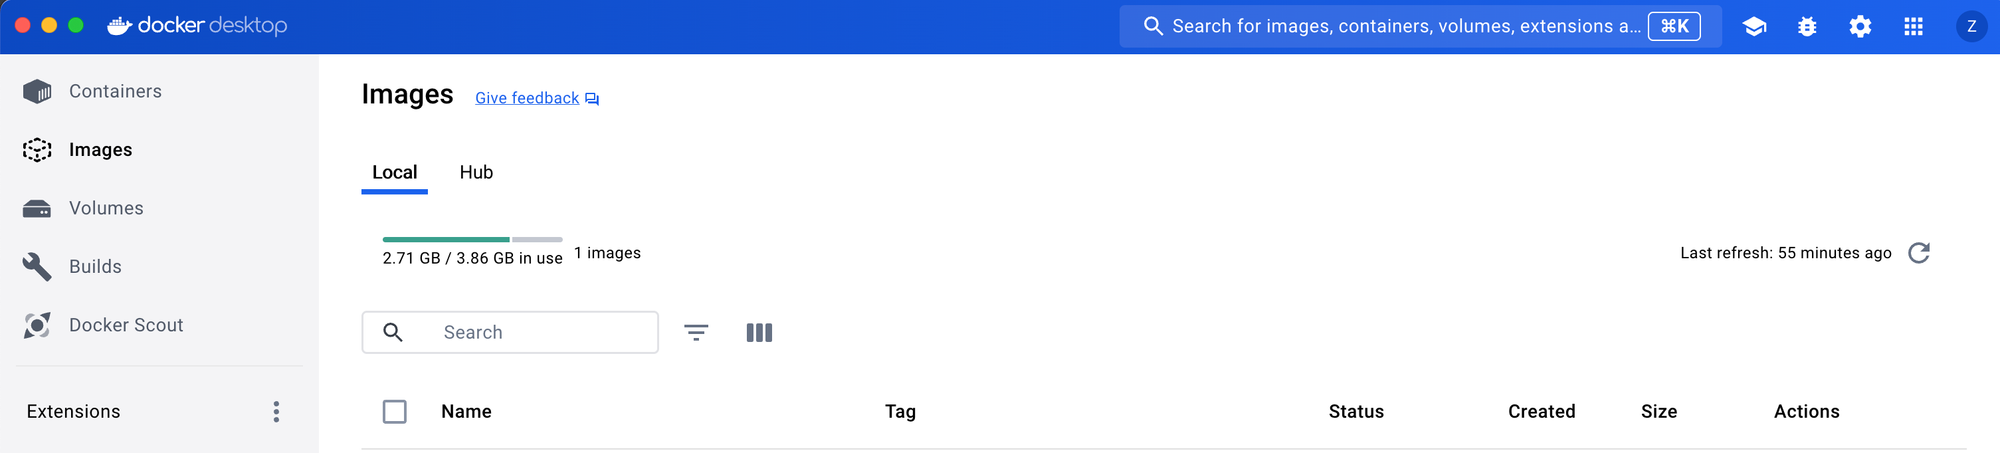 docker desktop
Search for images, containers, volumes, extensions a... ⌘K
Z
Containers
Images
Volumes
Builds
Docker Scout
Extensions
Images
Give feedback
Local Hub
2.71 GB / 3.86 GB in use 1 images
Last refresh: 55 minutes ago
Search
Name Tag Status Created Size Actions